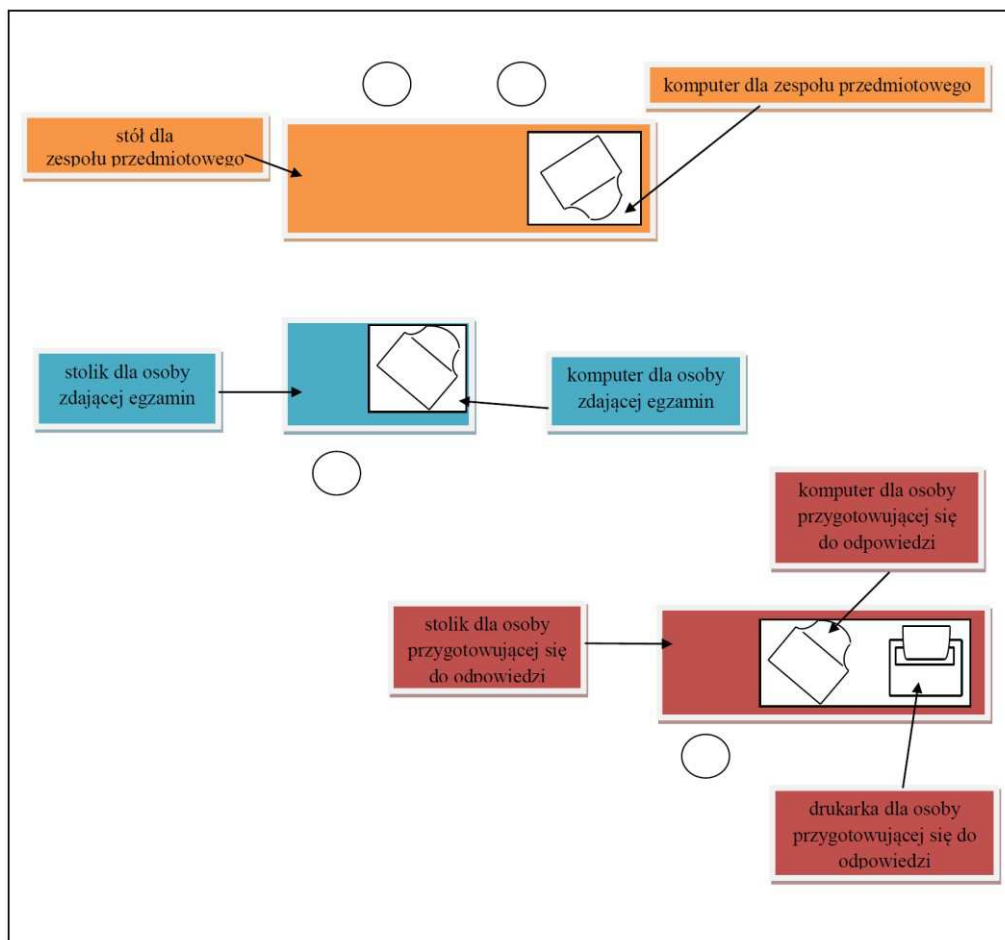 komputer dla zespołu przedmiotowego
stół dla
zespołu przedmiotowego
stolik dla osoby
zdającej egzamin
komputer dla osoby
zdającej egzamin
komputer dla osoby
przygotowującej się
do odpowiedzi
stolik dla osoby
przygotowującej się
do odpowiedzi
drukarka dla osoby
przygotowującej się do
odpowiedzi